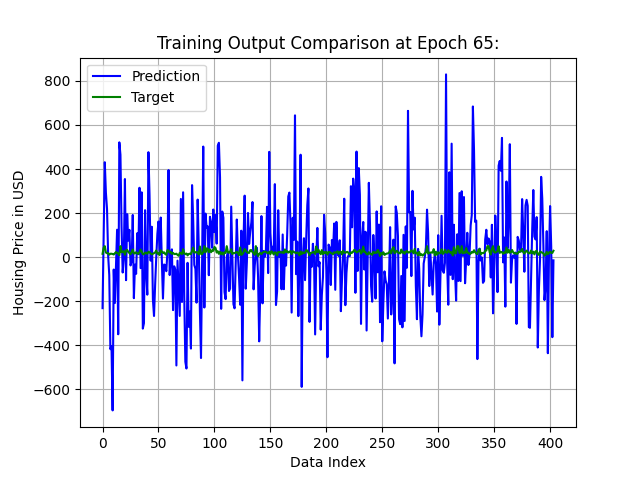 Training Output Comparison at Epoch 65:
Prediction
Target
800
600
400
200
0
−200
−400
−600
Housing Price in USD
0 50 100 150 200 250 300 350 400
Data Index